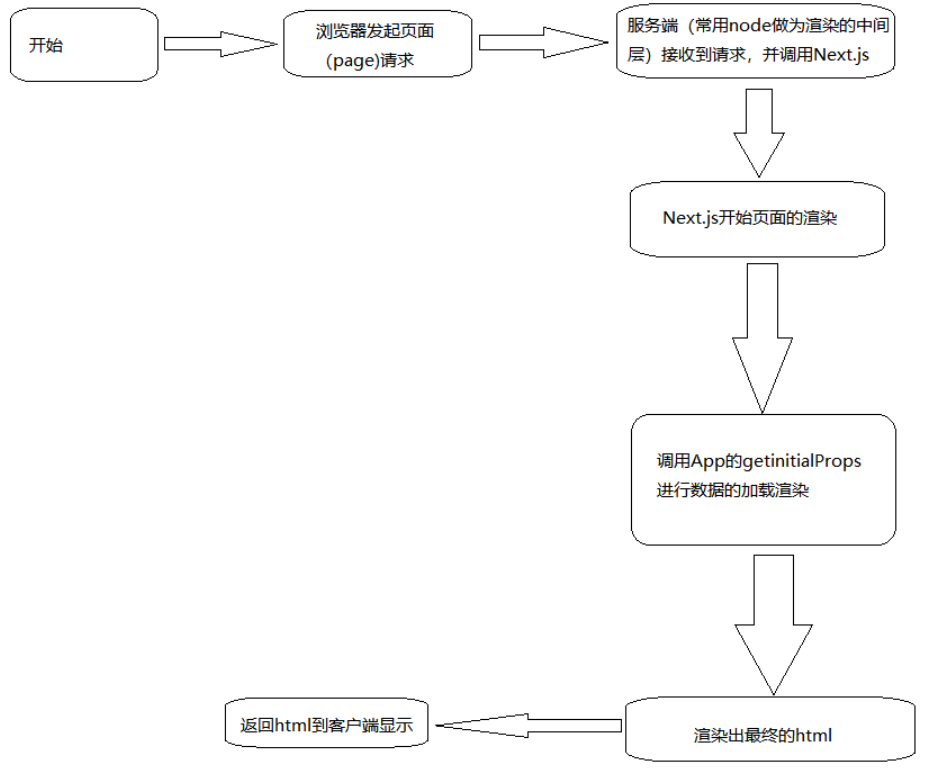 开始
浏览器发起页面
（page)请求
服务端（常用node做为渲染的中间
层）接收到请求，并调用Next.js
Next.js开始页面的渲染
调用App的getinitialProps
进行数据的加载渲染
渲染出最终的html
返回html到客户端显示